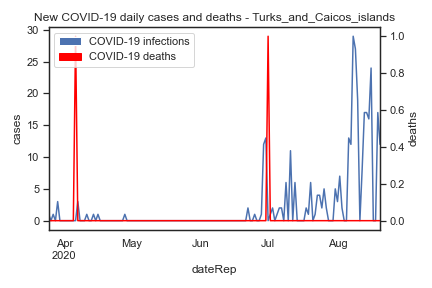 New COVID-19 daily cases and deaths - Turks_and_Caicos_islands
COVID-19 infections
COVID-19 deaths
30
25
20
15
10
5
0
cases
1.0
0.8
0.6
0.4
0.2
0.0
deaths
Apr May Jun Jul Aug
2020
dateRep